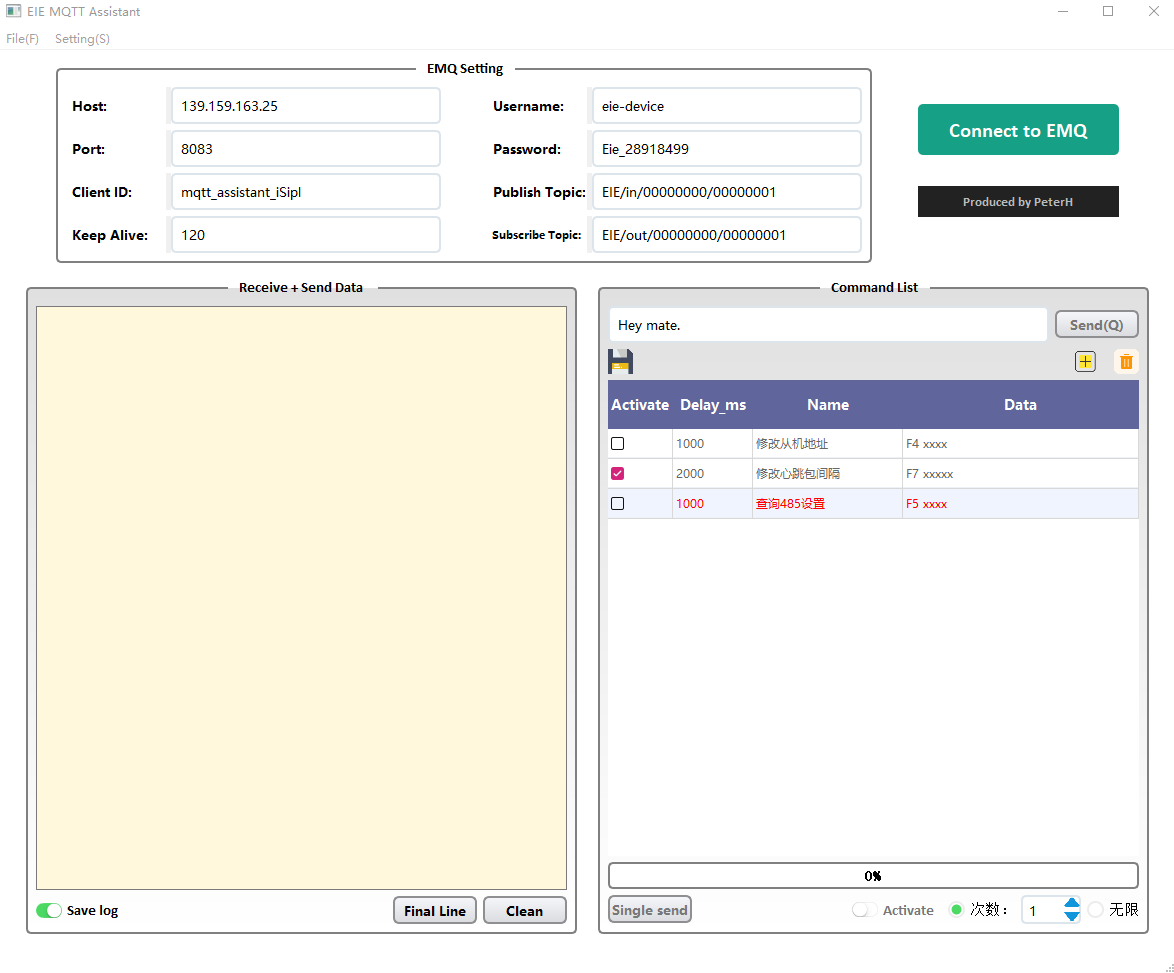 EIE MQTT Assistant
File(F) Setting(S)
EMQ Setting
Host: 139.159.163.25 Username: eie-device
Port: 8083 Password: Eie_28918499
Client ID: mqtt_assistant_iSipl Publish Topic: EIE/in/00000000/00000001
Keep Alive: 120 Subscribe Topic: EIE/out/00000000/00000001
Connect to EMQ
Produced by PeterH
Receive + Send Data
Save log Final Line Clean
Command List
Hey mate. Send(Q)
Activate Delay_ms Name Data
1000 修改从机地址 F4 xxxx
2000 修改心跳包间隔 F7 xxxxx
1000 查询485设置 F5 xxxx
0%
Single send Activate 次数： 1 无限